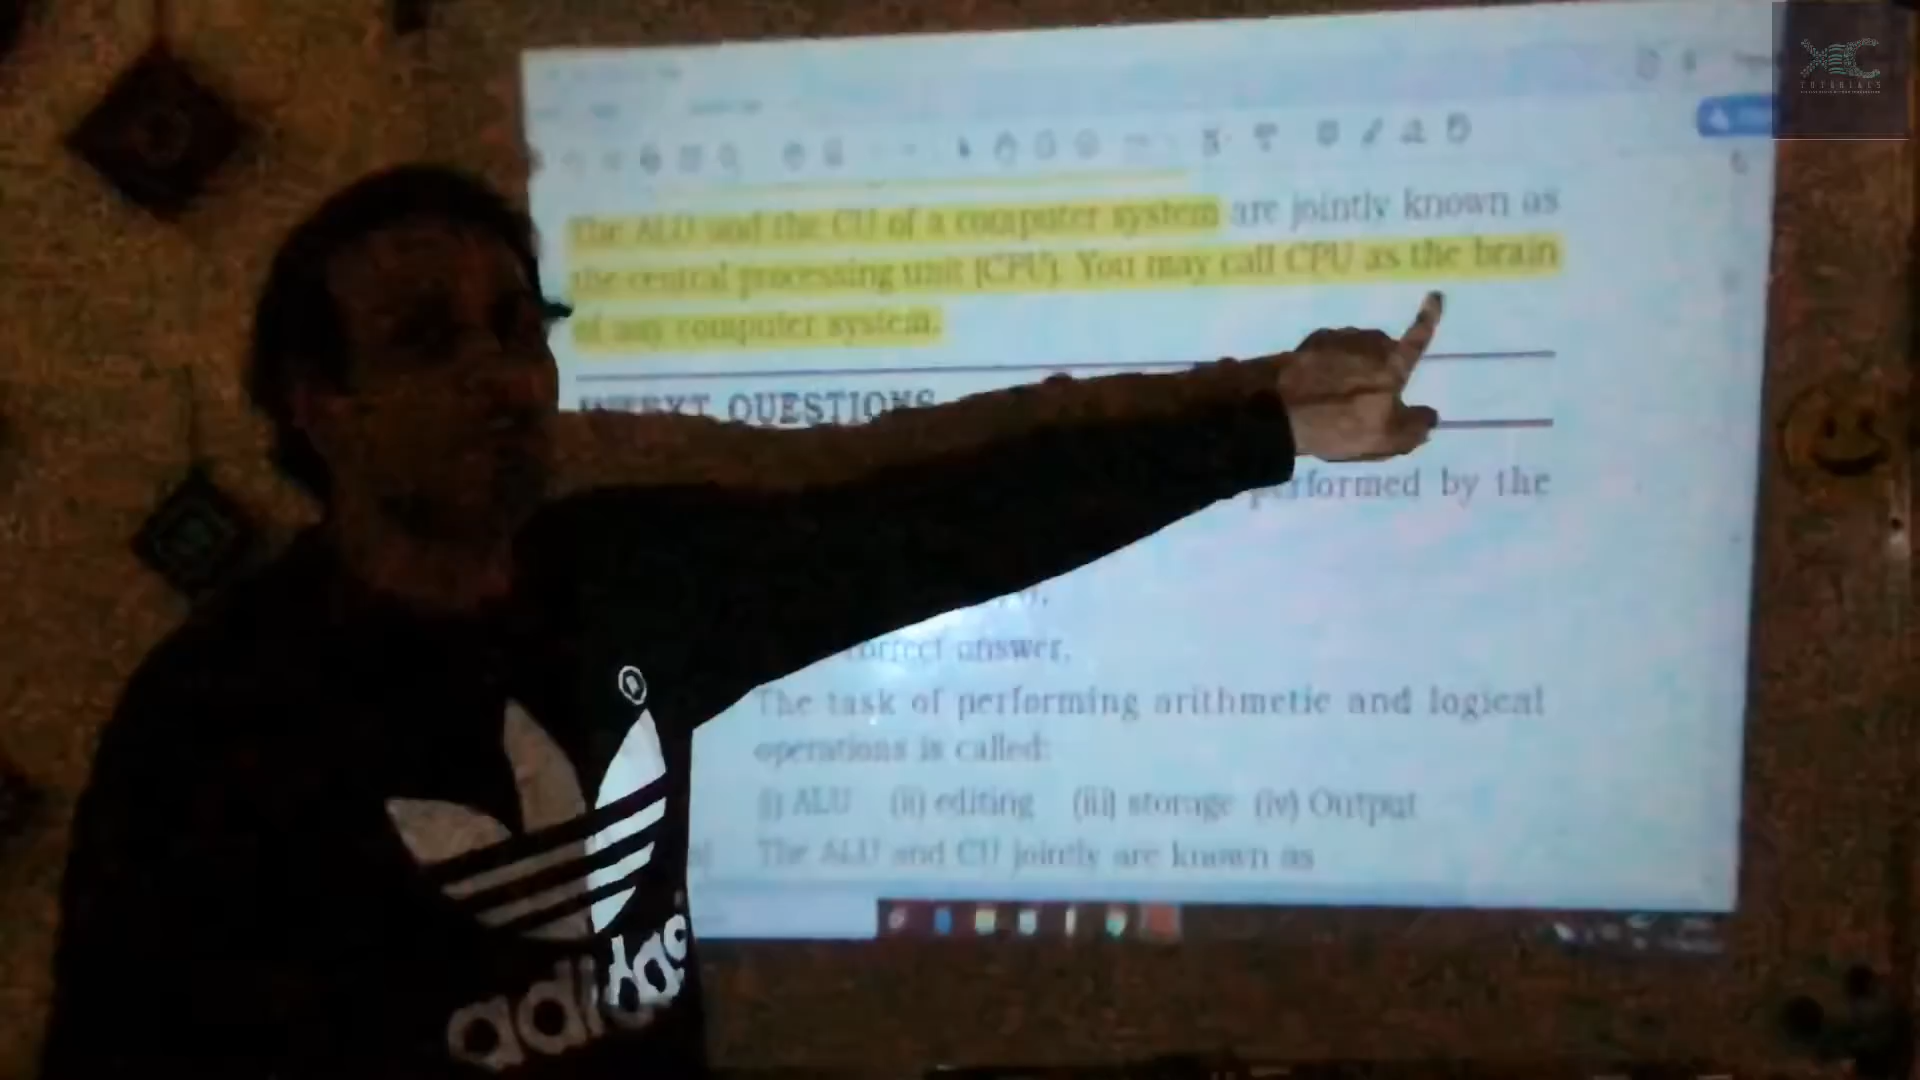 TUTORIALS
The ALU and the CU of a computer system are jointly known as
the central processing unit (CPU). You may call CPU as the brain
of any computer system.
INTEXT QUESTIONS
performed by the
correct answer.
The task of performing arithmetic and logical
operations is called:
(i) ALU (ii) editing (iii) storage (iv) Output
The ALU and CU jointly are known as
adidas